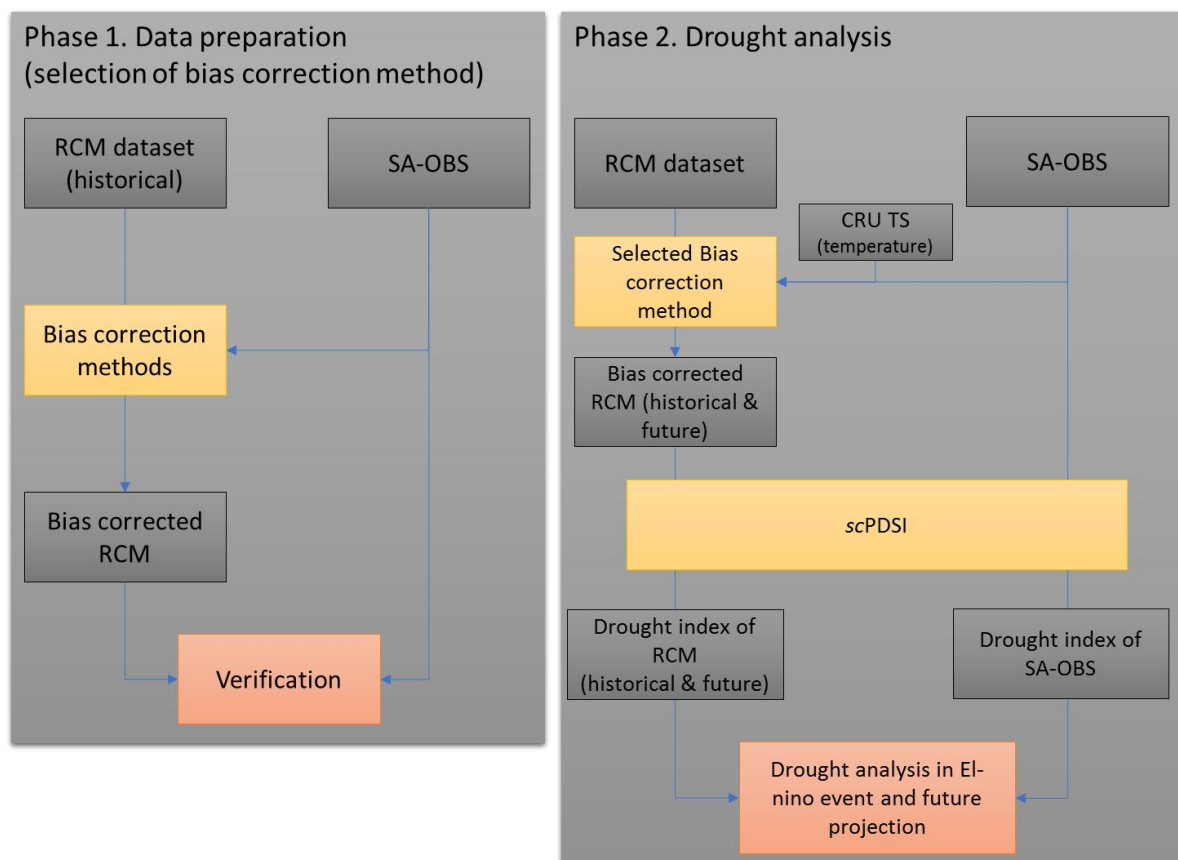 Phase 1. Data preparation
(selection of bias correction method)
RCM dataset
(historical)
SA-OBS
Bias correction
methods
Bias corrected
RCM
Verification
Phase 2. Drought analysis
RCM dataset
SA-OBS
CRU TS
(temperature)
Selected Bias
correction
method
Bias corrected
RCM (historical &
future)
scPDSI
Drought index of
RCM
(historical & future)
Drought index of
SA-OBS
Drought analysis in El-
nino event and future
projection